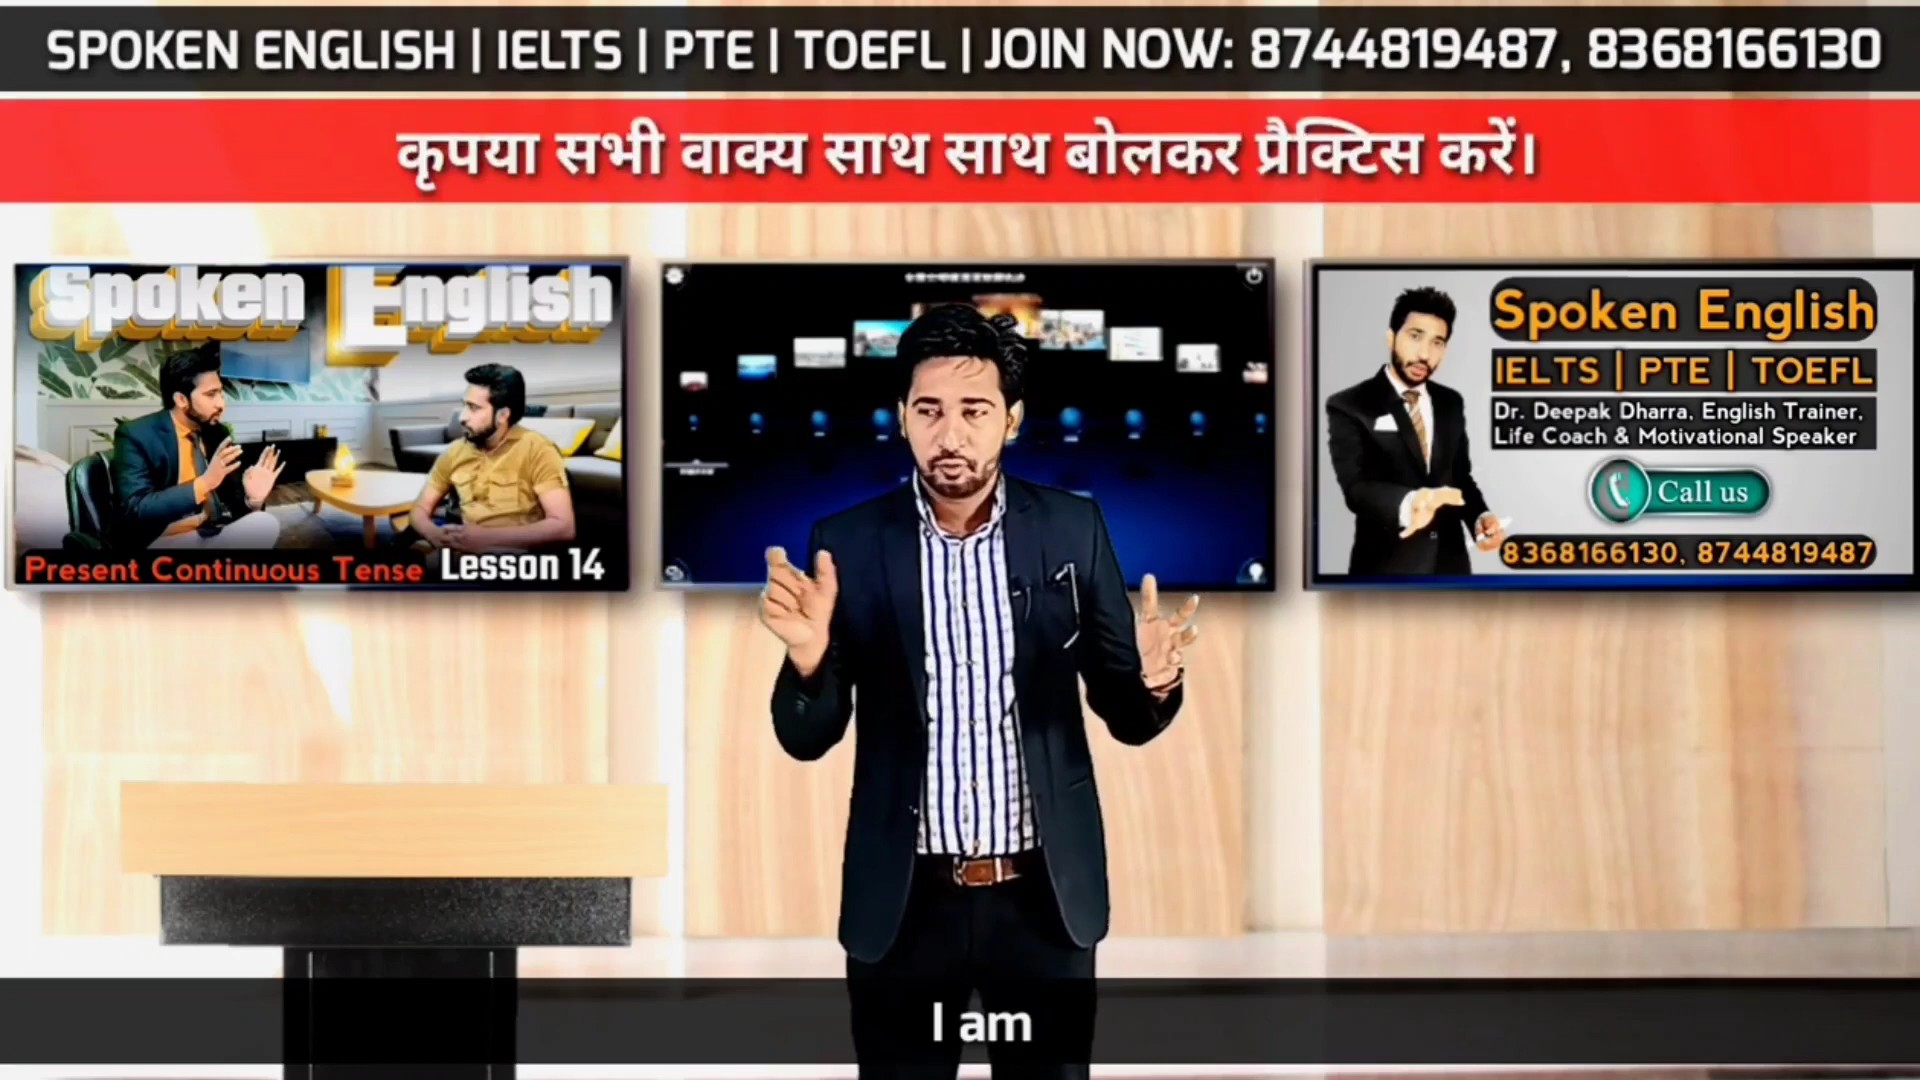 SPOKEN ENGLISH | IELTS | PTE | TOEFL | JOIN NOW: 8744819487, 8368166130
कृपया सभी वाक्य साथ साथ बोलकर प्रैक्टिस करें।
Spoken English
Present Continuous Tense Lesson 14
Spoken English
IELTS | PTE | TOEFL
Dr. Deepak Dharra, English Trainer,
Life Coach & Motivational Speaker
Call us
8368166130, 8744819487
I am